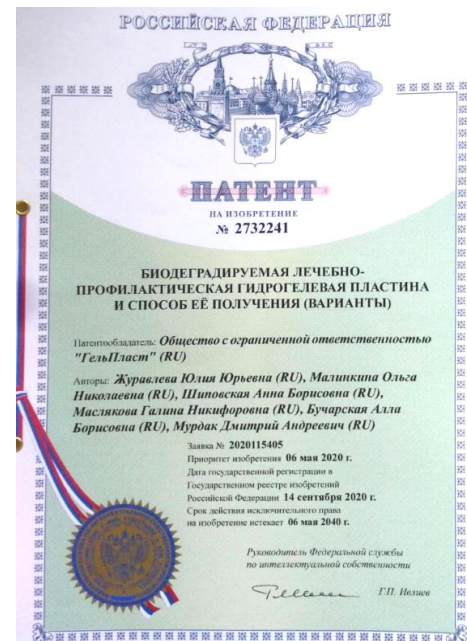 РОССИЙСКАЯ ФЕДЕРАЦИЯ
ПАТЕНТ
НА ИЗОБРЕТЕНИЕ
№ 2732241
БИОДЕГРАДИРУЕМАЯ ЛЕЧЕБНО-
ПРОФИЛАКТИЧЕСКАЯ ГИДРОГЕЛЕВАЯ ПЛАСТИНА
И СПОСОБ ЕЁ ПОЛУЧЕНИЯ (ВАРИАНТЫ)
Патентообладатель: Общество с ограниченной ответственностью
"ГельПласт" (RU)
Авторы: Журавлева Юлия Юрьевна (RU), Малинкина Ольга
Николаевна (RU), Шиповская Анна Борисовна (RU),
Маслякова Галина Никифоровна (RU), Бучарская Алла
Борисовна (RU), Мурдак Дмитрий Андреевич (RU)
Заявка № 2020115405
Приоритет изобретения 06 мая 2020 г.
Дата государственной регистрации в
Государственном реестре изобретений
Российской Федерации 14 сентября 2020 г.
Срок действия исключительного права
на изобретение истекает 06 мая 2040 г.
Руководитель Федеральной службы
по интеллектуальной собственности
Г.П. Ивлиев